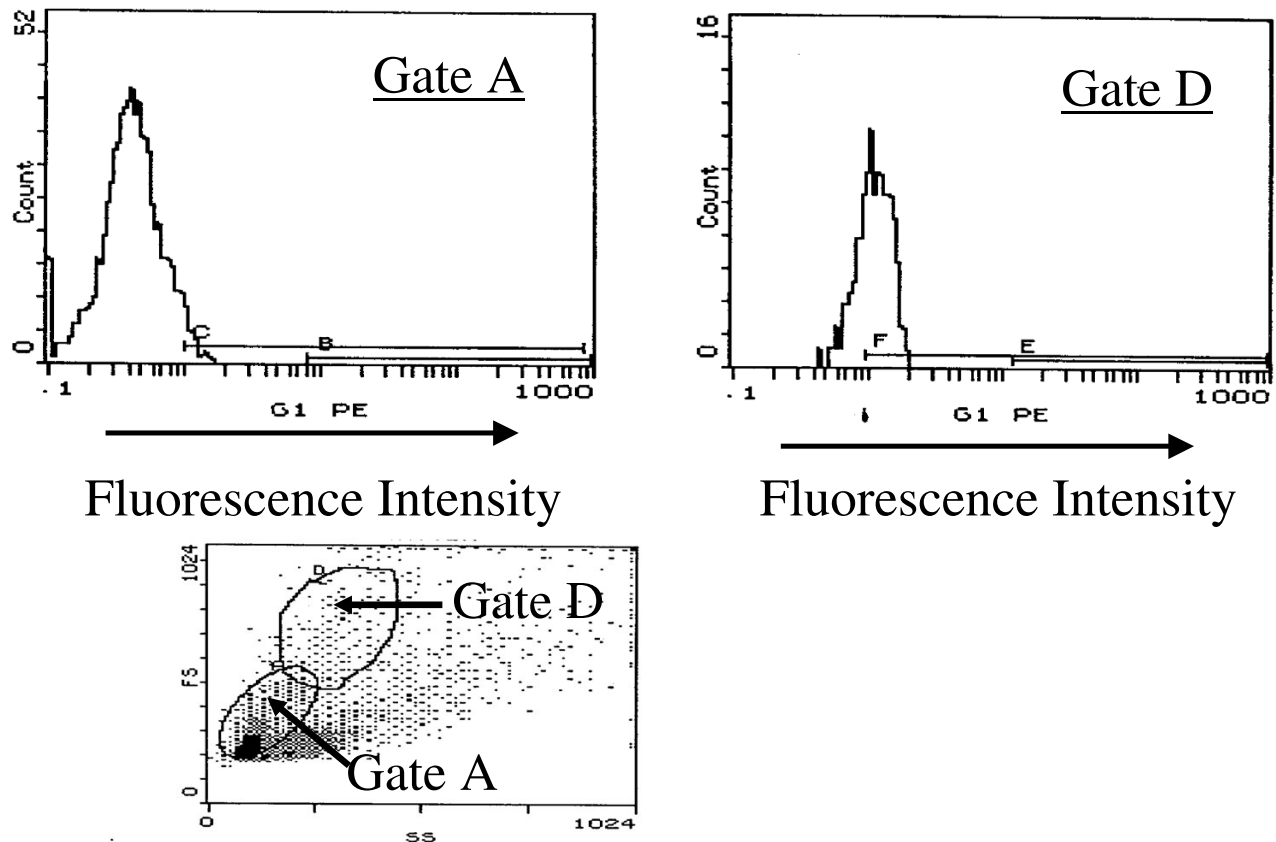 52
Gate A
Count
0
C
B
.1
1000
G1 PE
Fluorescence Intensity
16
Gate D
Count
0
F
E
.1
1000
G1 PE
Fluorescence Intensity
1024
D
Gate D
FS
Gate A
0
0
1024
SS